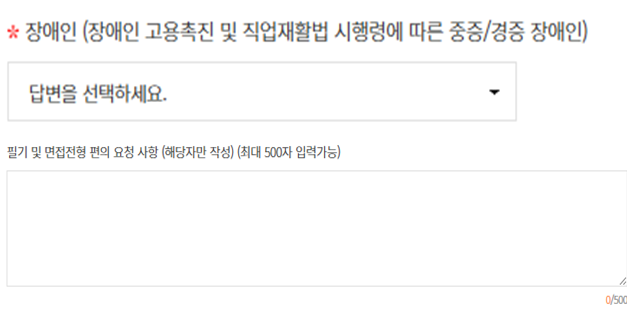 * 장애인 (장애인 고용촉진 및 직업재활법 시행령에 따른 중증/경증 장애인)
답변을 선택하세요.
필기 및 면접전형 편의 요청 사항 (해당자만 작성) (최대 500자 입력가능)
0/500